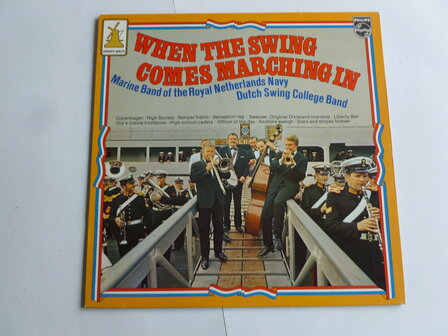 PHILIPS
WHEN THE SWING
COMES MARCHING IN
Marine Band of the Royal Netherlands Navy
Dutch Swing College Band
Copenhagen · High Society · Semper fidelis · Sensation rag · Swanee · Original Dixieland one-step · Liberty Bell
Ory's Creole trombone · High-school cadets · Officer of the day · Anchors aweigh · Stars and stripes forever